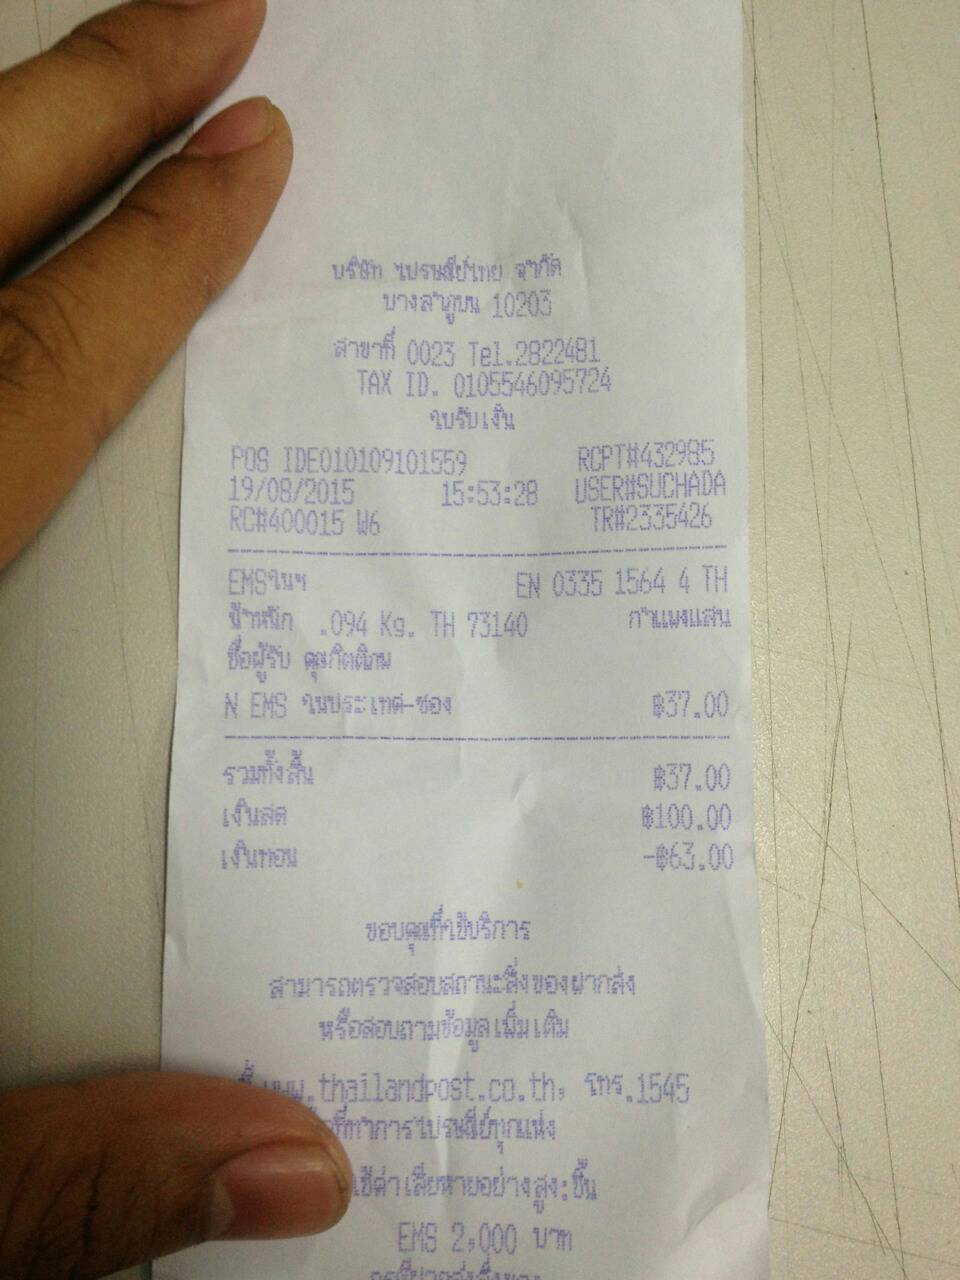 บริษัท ไปรษณีย์ไทย จำกัด
บางลำภูบน 10203
สาขาที่ 0023 Tel.2822481
TAX ID. 0105546095724
ใบรับเงิน
POS IDE010109101559 RCPT#432985
19/08/2015 15:53:28 USER#SUCHADA
RC#400015 W6 TR#2335426
EMSในฯ EN 0335 1564 4 TH
น้ำหนัก .094 Kg. TH 73140 กำแพงแสน
ชื่อผู้รับ คุณกิตติภพ
N EMS ในประเทศ-ซอง ฿37.00
รวมทั้งสิ้น ฿37.00
เงินสด ฿100.00
เงินทอน -฿63.00
ขอบคุณที่ใช้บริการ
สามารถตรวจสอบสถานะสิ่งของฝากส่ง
หรือสอบถามข้อมูลเพิ่มเติม
www.thailandpost.co.th, โทร.1545
ที่ทำการไปรษณีย์ทุกแห่ง
ใช้ค่าเสียหายอย่างสูง:ชิ้น
EMS 2,000 บาท